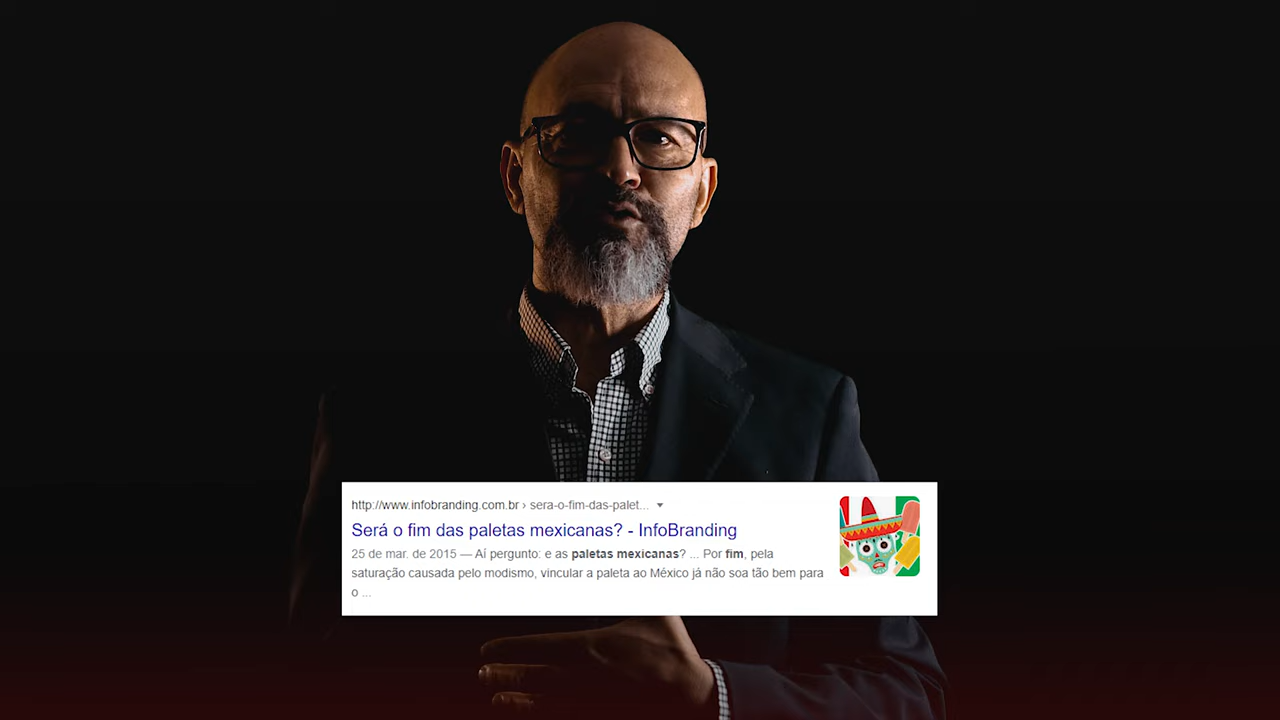 http://www.infobranding.com.br › sera-o-fim-das-palet...
Será o fim das paletas mexicanas? - InfoBranding
25 de mar. de 2015 — Aí pergunto: e as paletas mexicanas? ... Por fim, pela
saturação causada pelo modismo, vincular a paleta ao México já não soa tão bem para
o ...